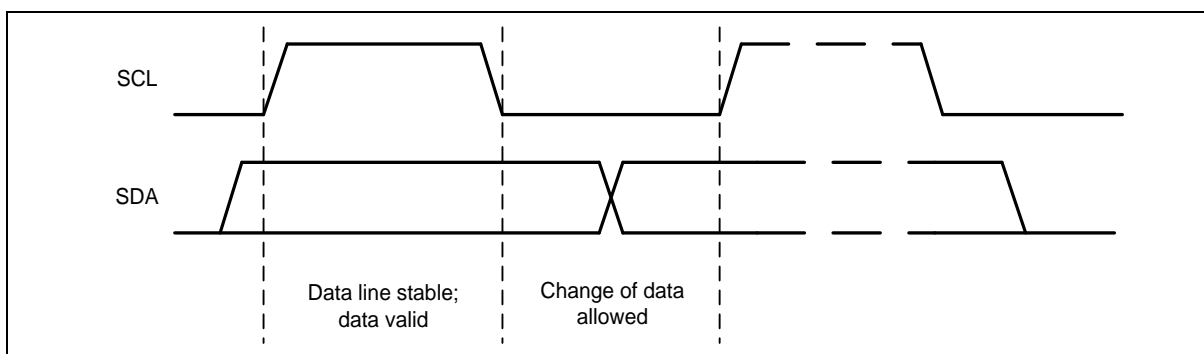 SCL
SDA
Data line stable;
data valid
Change of data
allowed